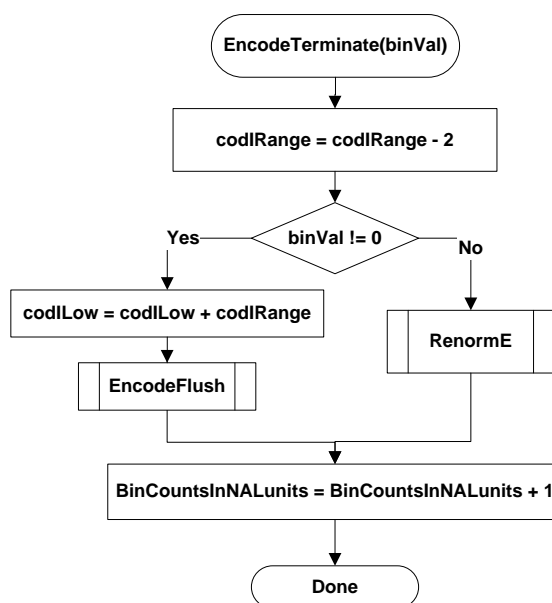 EncodeTerminate(binVal)
codIRange = codIRange - 2
binVal != 0
Yes
No
codILow = codILow + codIRange
RenormE
EncodeFlush
BinCountsInNALunits = BinCountsInNALunits + 1
Done